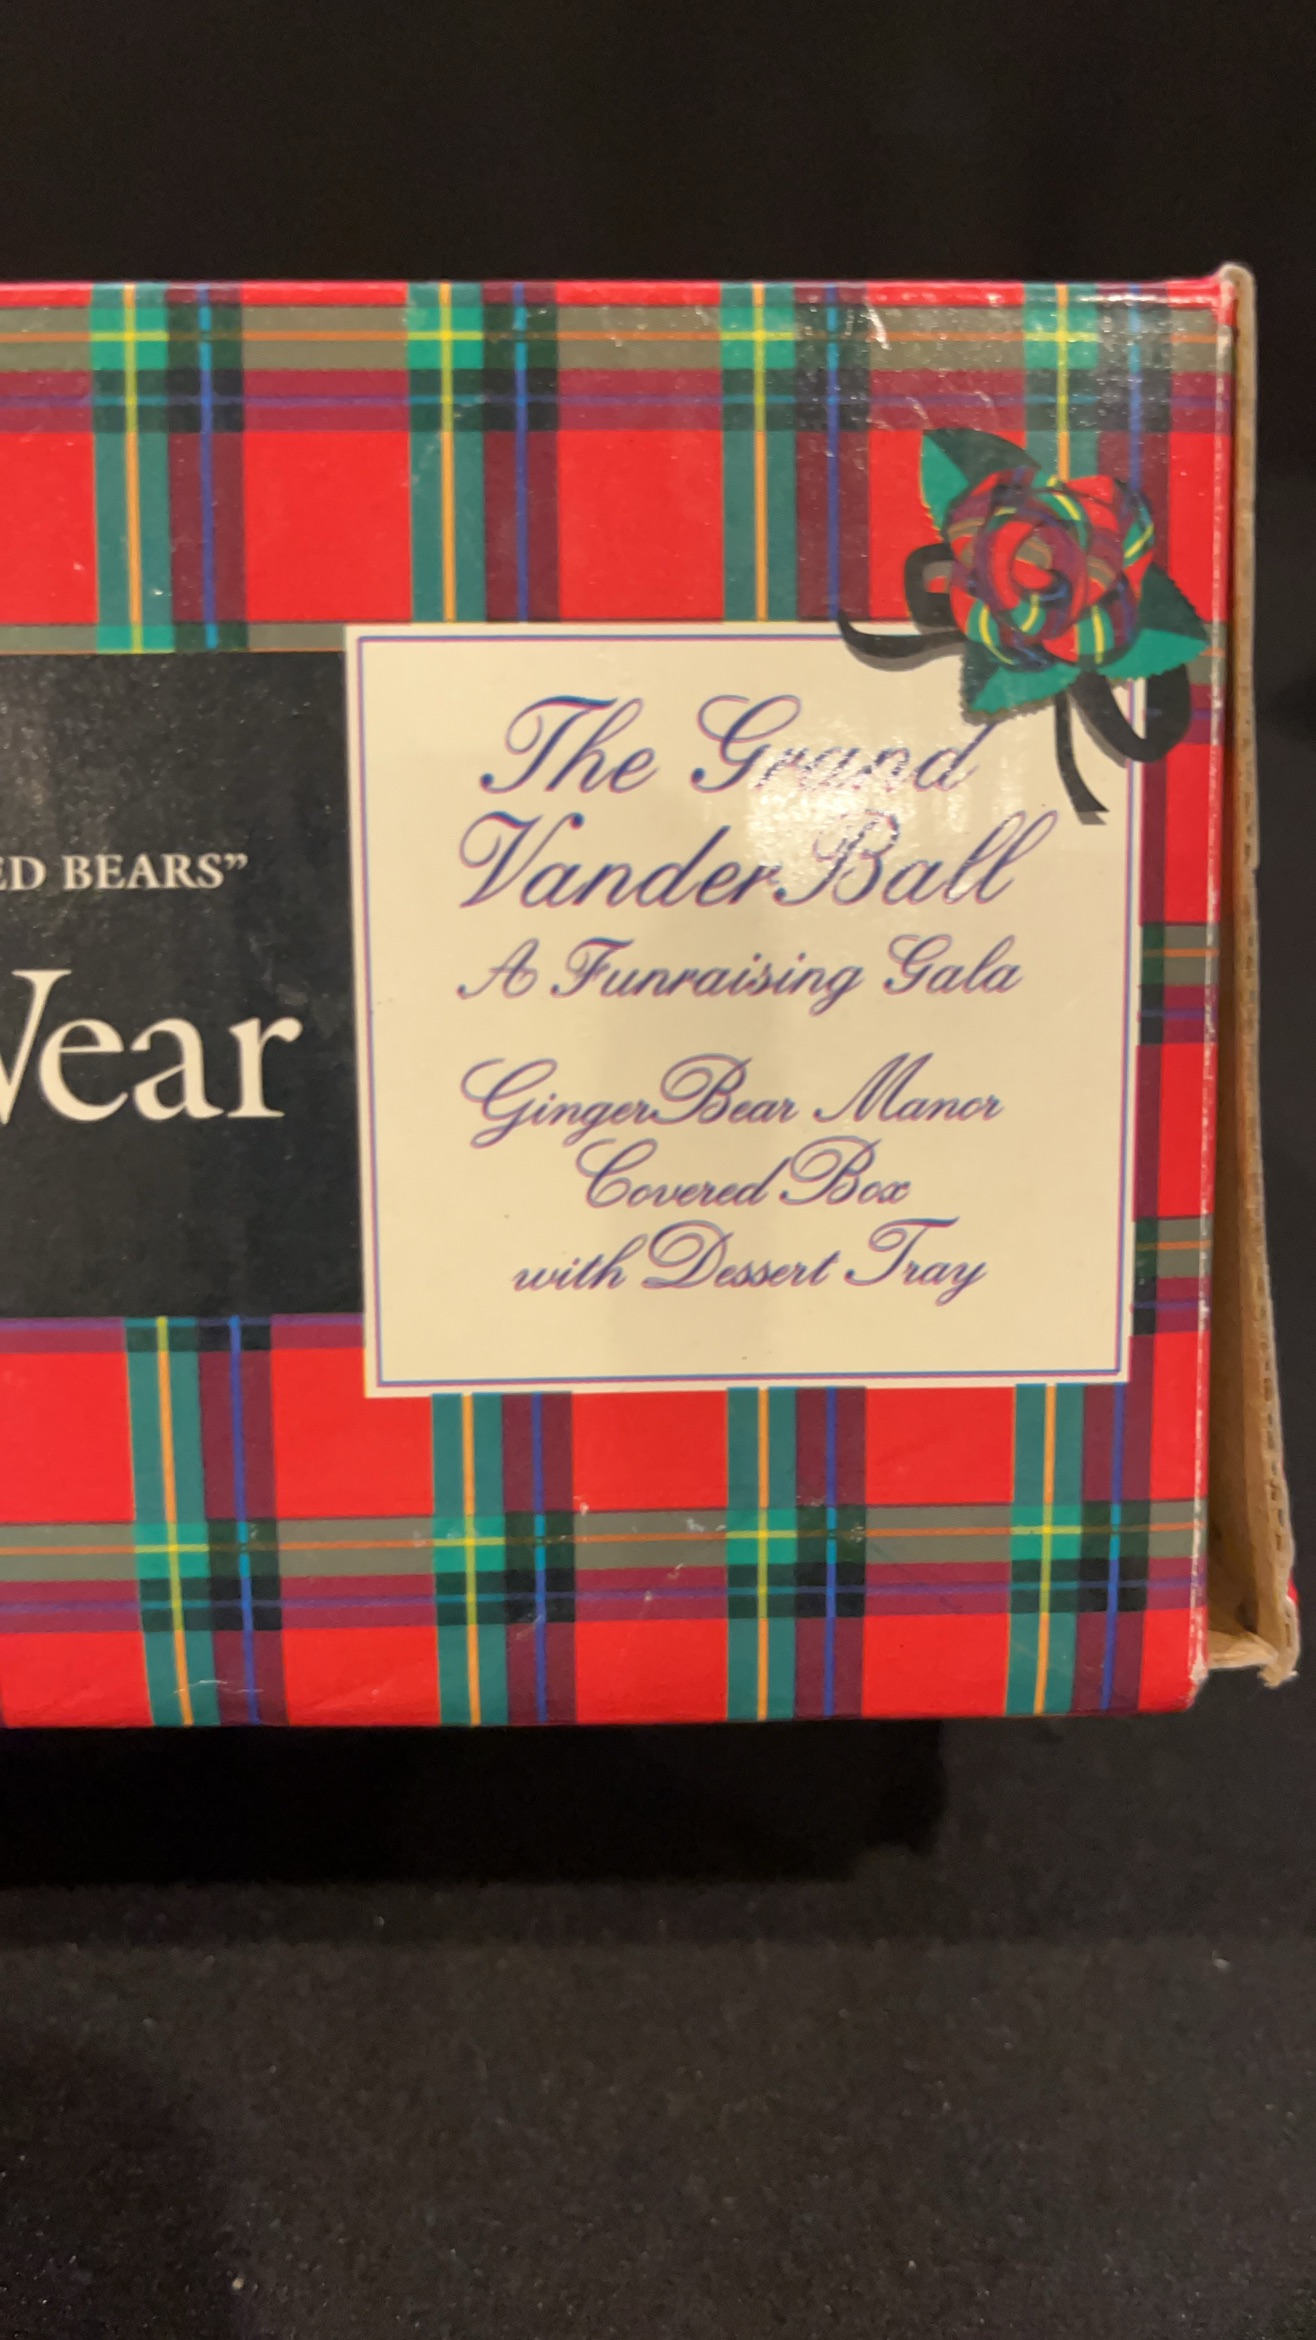 ED BEARS”
Wear
The Grand
VanderBall
A Funraising Gala
GingerBear Manor
Covered Box
with Dessert Tray